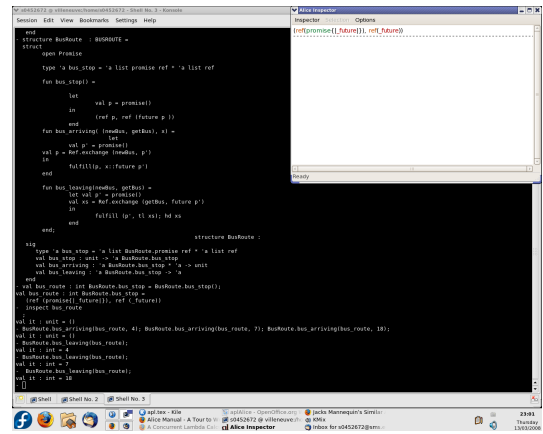 s0452672 @ villeneuve:/home/s0452672 - Shell No. 3 - Konsole
Session Edit View Bookmarks Settings Help
end
- structure BusRoute : BUSROUTE =
struct
open Promise
type 'a bus_stop = 'a list promise ref * 'a list ref
fun bus_stop() =
let
val p = promise()
in
(ref p, ref (future p ))
end
fun bus_arriving( (newBus, getBus), x) =
let
val p' = promise()
val p = Ref.exchange (newBus, p')
in
fulfill(p, x::future p')
end
fun bus_leaving(newBus, getBus) =
let val p' = promise()
val xs = Ref.exchange (getBus, future p')
in
fulfill (p', tl xs); hd xs
end
end;
structure BusRoute :
sig
type 'a bus_stop = 'a list BusRoute.promise ref * 'a list ref
val bus_stop : unit -> 'a BusRoute.bus_stop
val bus_arriving : 'a BusRoute.bus_stop * 'a -> unit
val bus_leaving : 'a BusRoute.bus_stop -> 'a
end
- val bus_route : int BusRoute.bus_stop = BusRoute.bus_stop();
val bus_route : int BusRoute.bus_stop =
(ref (promise{|_future|}), ref (_future))
- inspect bus_route
;
val it : unit = ()
- BusRoute.bus_arriving(bus_route, 4); BusRoute.bus_arriving(bus_route, 7); BusRoute.bus_arriving(bus_route, 18);
val it : unit = ()
- BusRoute.bus_leaving(bus_route);
val it : int = 4
- BusRoute.bus_leaving(bus_route);
val it : int = 7
- BusRoute.bus_leaving(bus_route);
val it : int = 18
-
Alice Inspector
Inspector Selection Options
(ref(promise{|_future|}), ref(_future))
Ready
Shell Shell No. 2 Shell No. 3
apl.tex - Kile
Alice Manual - A Tour to
A Concurrent Lambda Cal
aplAlice - OpenOffice.org
s0452672@villeneuve:/
Alice Inspector
Jacks Mannequin's Similar
KMix
Inbox for s0452672@sms
23:01
Thursday
13/03/2008